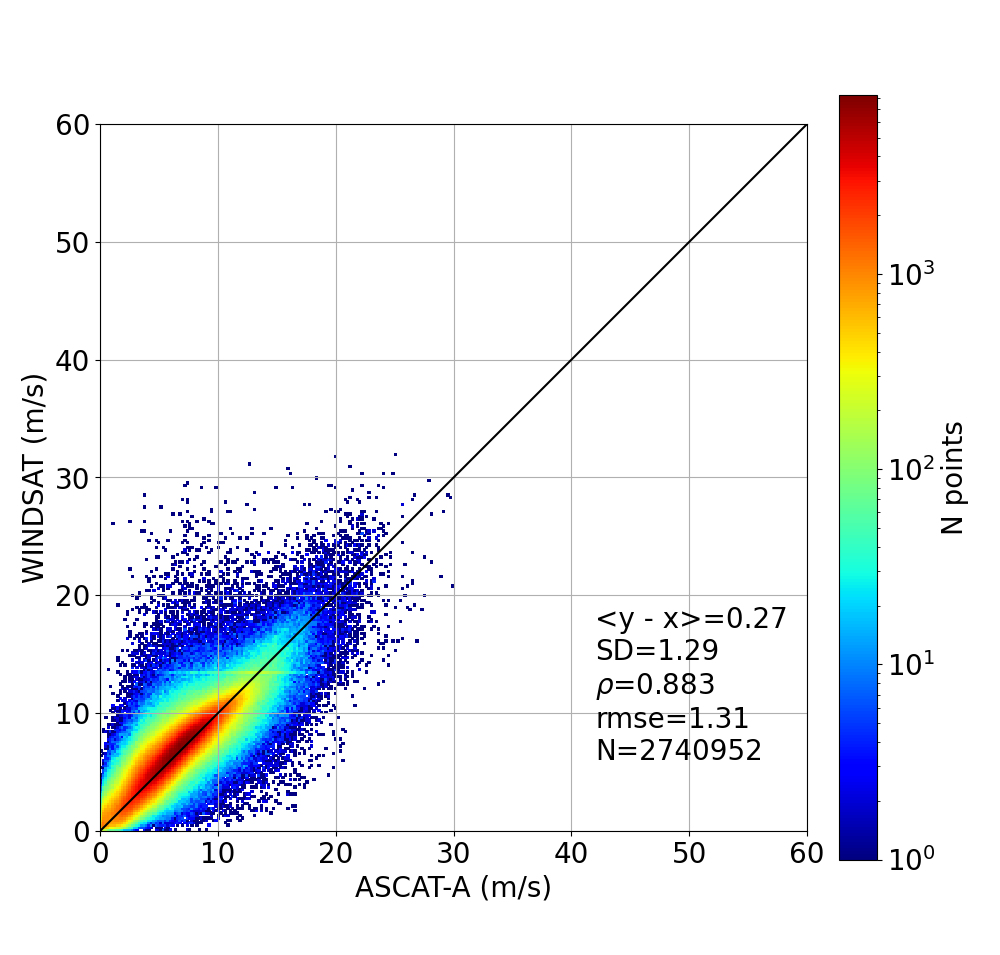 60
50
40
30
20
10
0
WINDSAT (m/s)
0 10 20 30 40 50 60
ASCAT-A (m/s)
<y - x>=0.27
SD=1.29
ρ=0.883
rmse=1.31
N=2740952
10³
10²
10¹
10⁰
N points